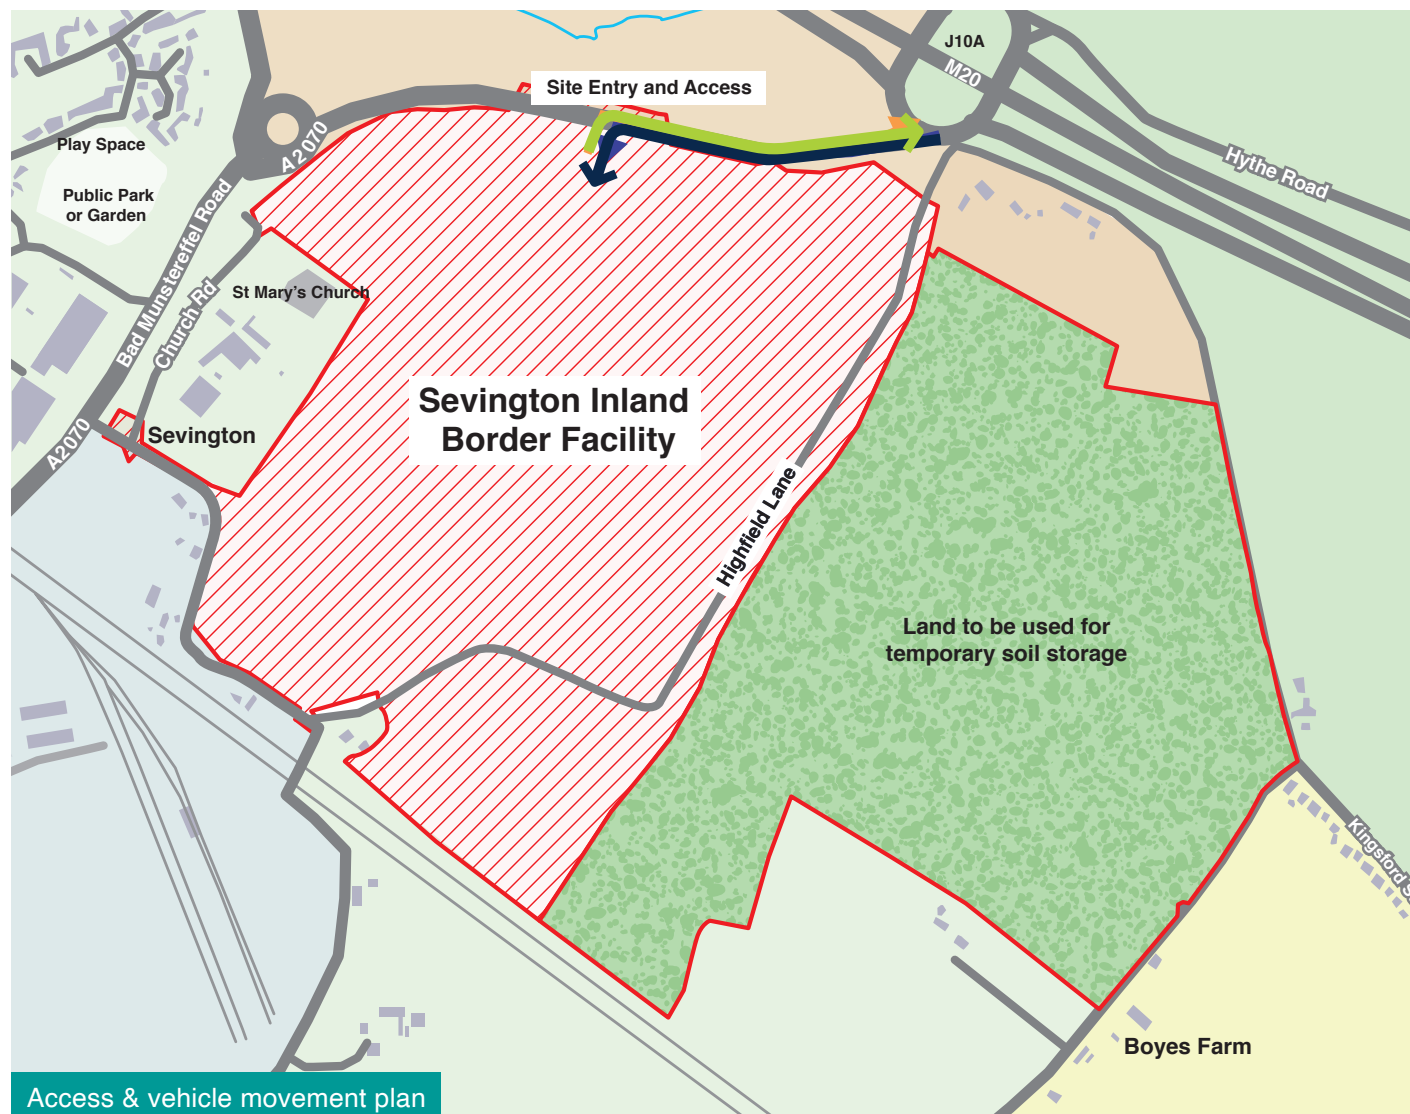 J10A
M20
Site Entry and Access
A2070
Play Space
Hythe Road
Public Park
or Garden
Bad Munstereffel Road
St Mary's Church
Church Rd
Sevington Inland
Border Facility
A2070
Sevington
Highfield Lane
Land to be used for
temporary soil storage
Kingsford
Boyes Farm
Access & vehicle movement plan